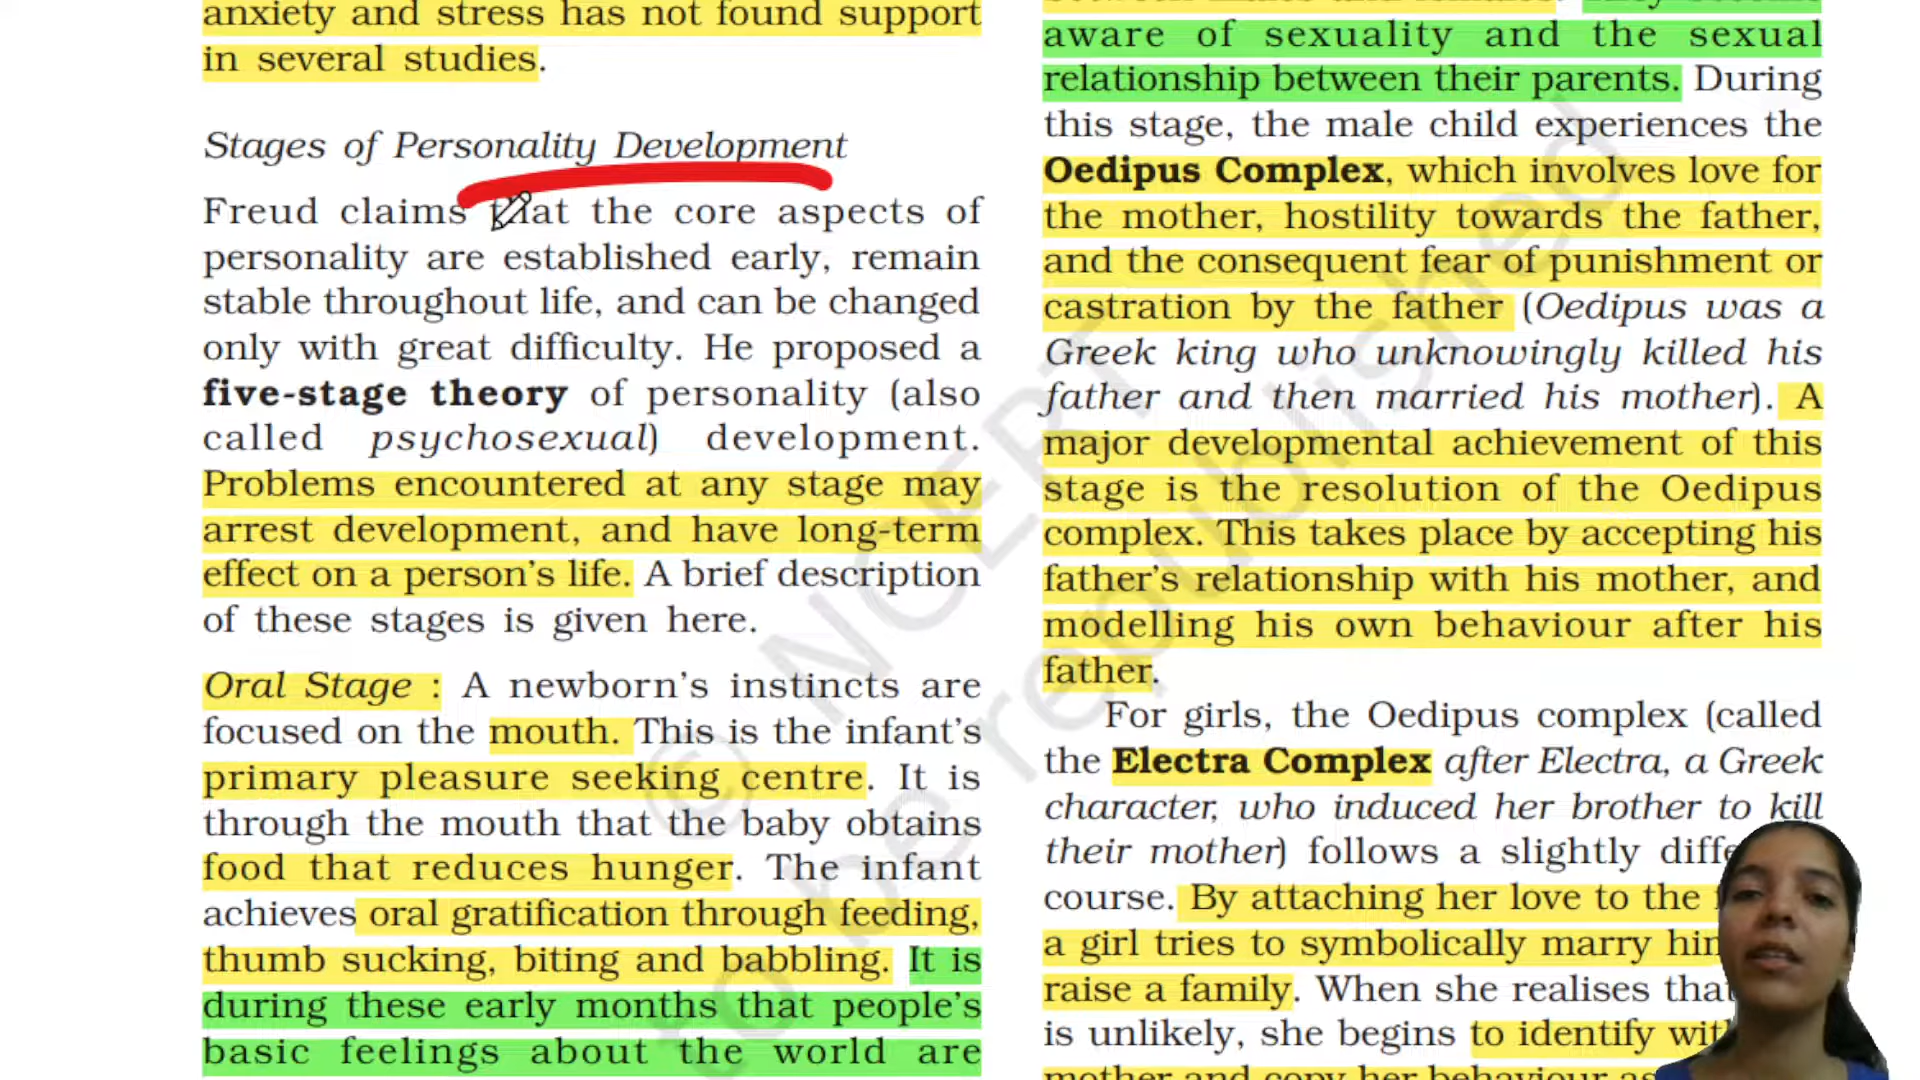 anxiety and stress has not found support
in several studies.
Stages of Personality Development
Freud claims that the core aspects of
personality are established early, remain
stable throughout life, and can be changed
only with great difficulty. He proposed a
five-stage theory of personality (also
called psychosexual) development.
Problems encountered at any stage may
arrest development, and have long-term
effect on a person's life. A brief description
of these stages is given here.
Oral Stage : A newborn's instincts are
focused on the mouth. This is the infant's
primary pleasure seeking centre. It is
through the mouth that the baby obtains
food that reduces hunger. The infant
achieves oral gratification through feeding,
thumb sucking, biting and babbling. It is
during these early months that people's
basic feelings about the world are
aware of sexuality and the sexual
relationship between their parents. During
this stage, the male child experiences the
Oedipus Complex, which involves love for
the mother, hostility towards the father,
and the consequent fear of punishment or
castration by the father (Oedipus was a
Greek king who unknowingly killed his
father and then married his mother). A
major developmental achievement of this
stage is the resolution of the Oedipus
complex. This takes place by accepting his
father's relationship with his mother, and
modelling his own behaviour after his
father.
For girls, the Oedipus complex (called
the Electra Complex after Electra, a Greek
character, who induced her brother to kill
their mother) follows a slightly
course. By attaching her love to the
a girl tries to symbolically marry
raise a family. When she realises
is unlikely, she begins to identify
mother and copy her behaviour
© NCERT
to be republished